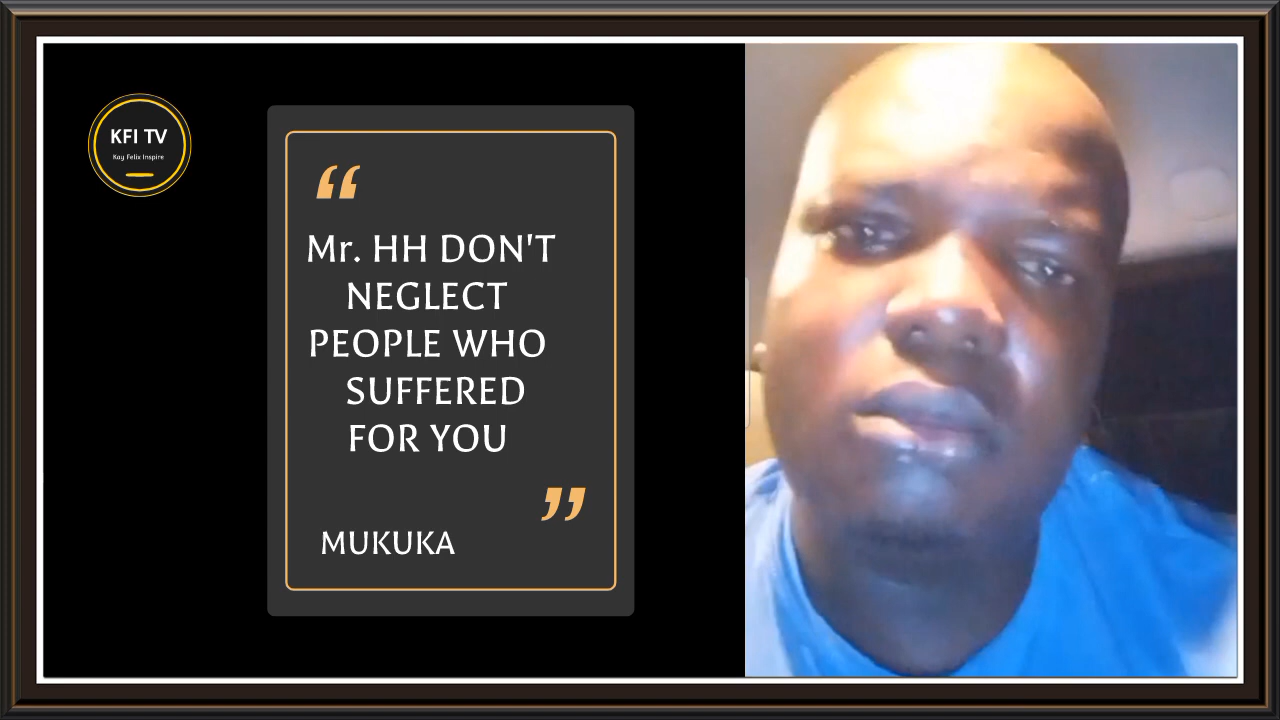 KFI TV
Kay Felix Inspire
“
Mr. HH DON'T
NEGLECT
PEOPLE WHO
SUFFERED
FOR YOU
”
MUKUKA